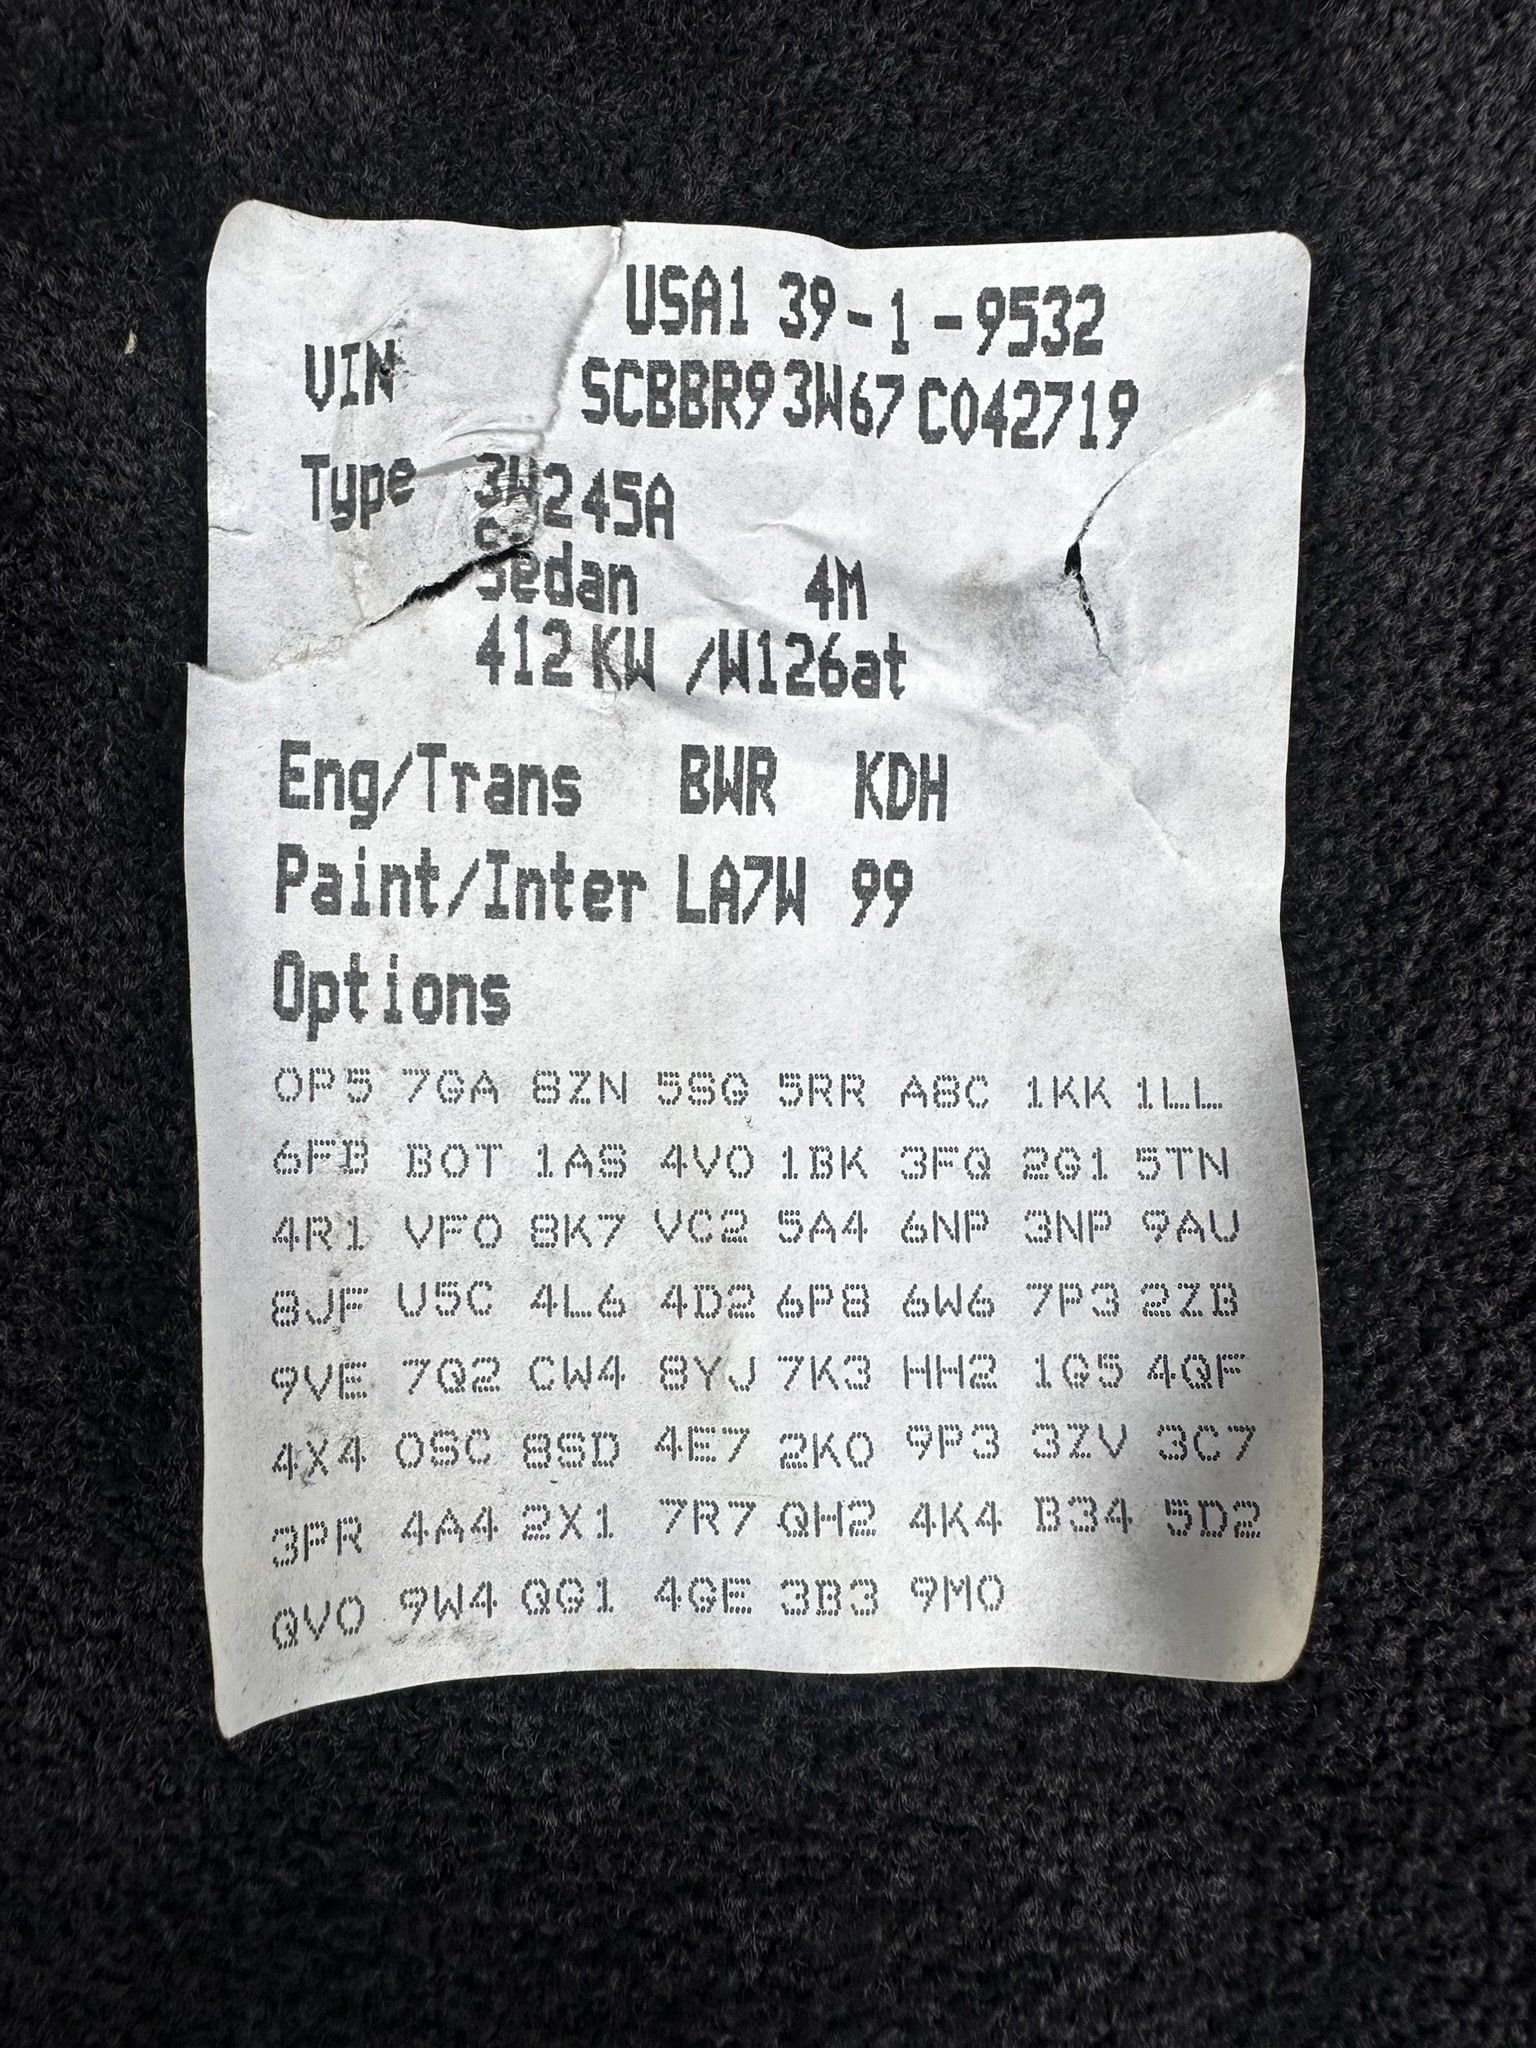 USA1 39-1-9532
VIN SCBBR93W67C042719
Type 3W245A
Sedan 4M
412 KW /W126at
Eng/Trans BWR KDH
Paint/Inter LA7W 99
Options
0P5 7GA 8ZN 5SG 5RR A8C 1KK 1LL
6FB B0T 1AS 4V0 1BK 3FQ 2G1 5TN
4R1 VF0 8K7 VC2 5A4 6NP 3NP 9AU
8JF U5C 4L6 4D2 6P8 6W6 7P3 2ZB
9VE 7Q2 CW4 8YJ 7K3 HH2 1Q5 4QF
4X4 0SC 8SD 4E7 2K0 9P3 3ZV 3C7
3PR 4A4 2X1 7R7 QH2 4K4 B34 5D2
QV0 9W4 QG1 4GE 3B3 9M0